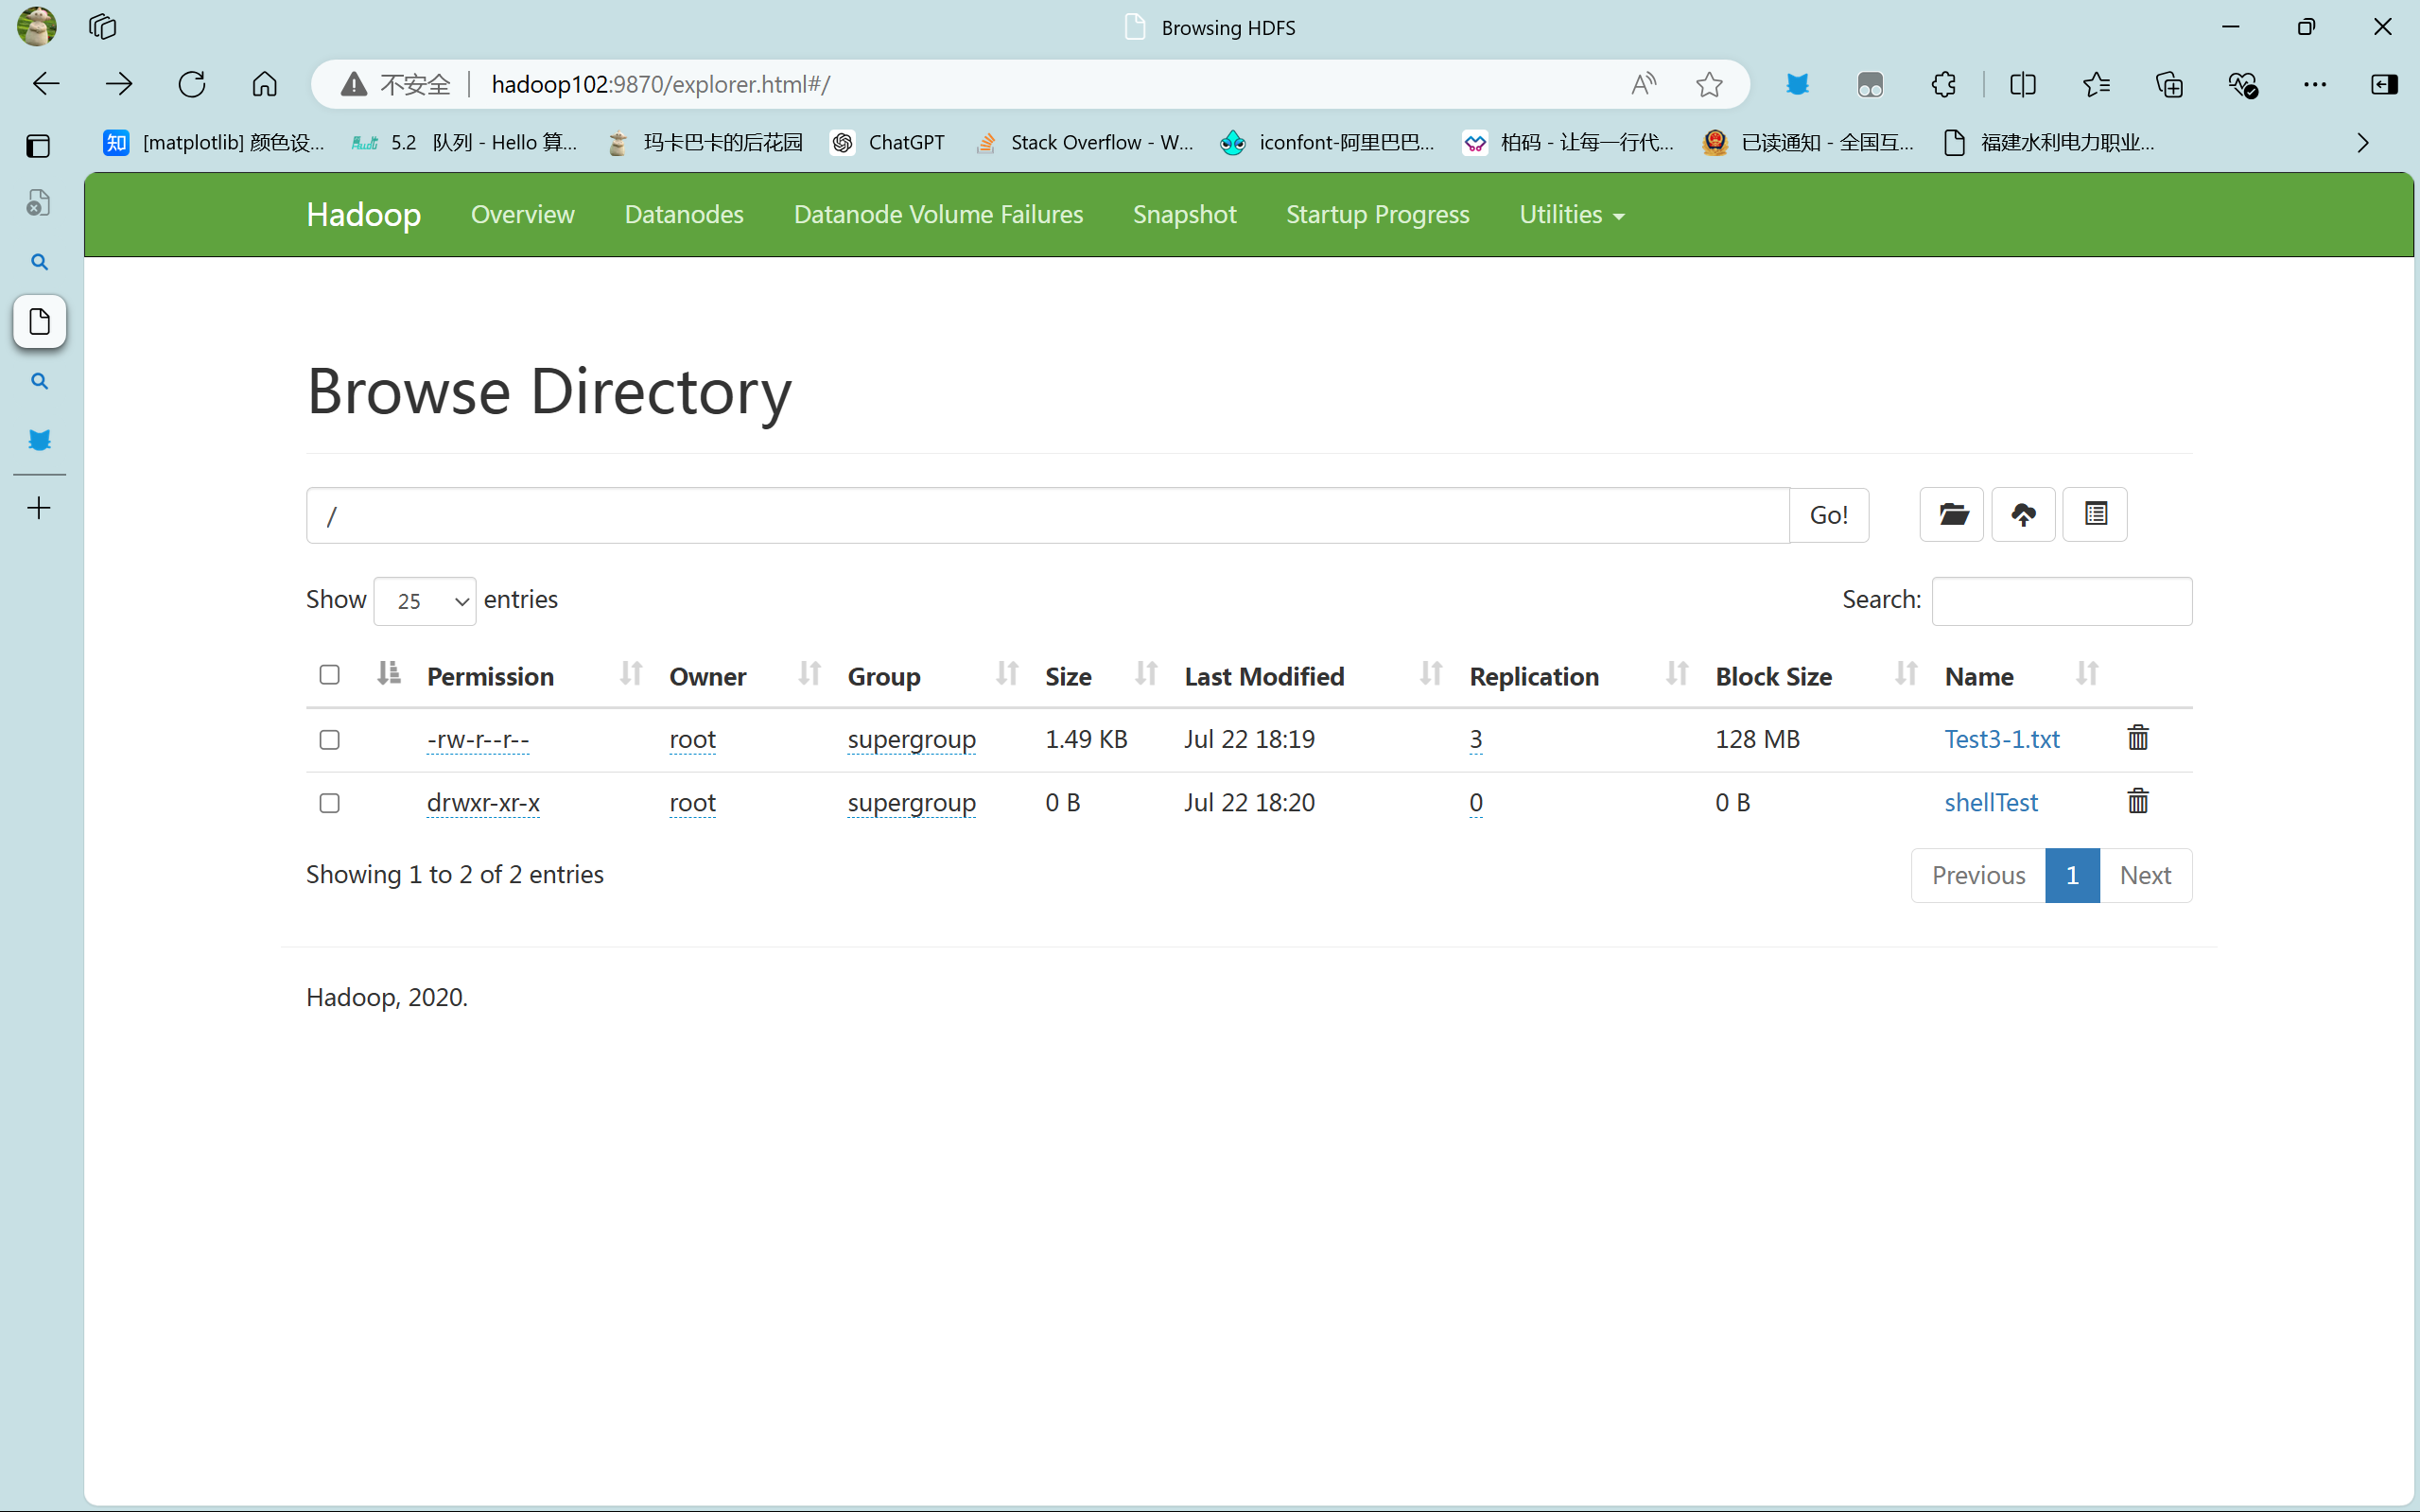 Browsing HDFS
不安全 hadoop102:9870/explorer.html#/
知 [matplotlib] 颜色设... 5.2 队列 - Hello 算... 玛卡巴卡的后花园 ChatGPT Stack Overflow - W... iconfont-阿里巴巴... 柏码 - 让每一行代... 已读通知 - 全国互... 福建水利电力职业...
Hadoop Overview Datanodes Datanode Volume Failures Snapshot Startup Progress Utilities
Browse Directory
/ Go!
Show 25 entries Search:
Permission Owner Group Size Last Modified Replication Block Size Name
-rw-r--r-- root supergroup 1.49 KB Jul 22 18:19 3 128 MB Test3-1.txt
drwxr-xr-x root supergroup 0 B Jul 22 18:20 0 0 B shellTest
Showing 1 to 2 of 2 entries Previous 1 Next
Hadoop, 2020.